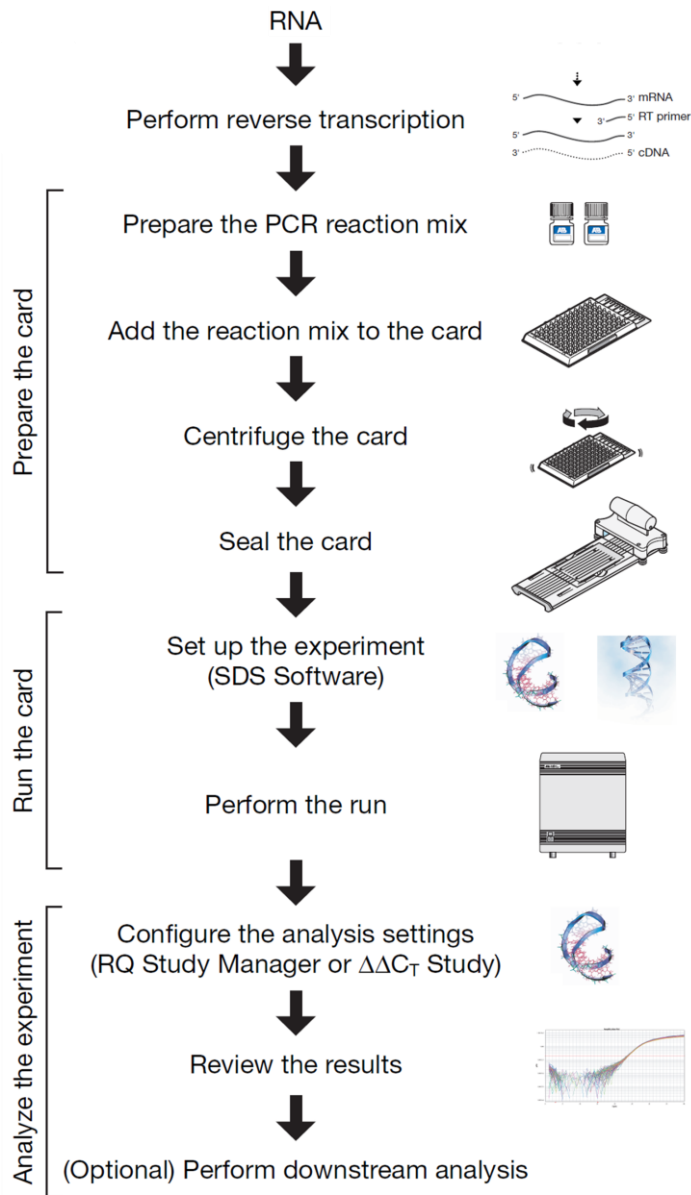 RNA
Perform reverse transcription
5'
3' mRNA
3'
5' RT primer
5'
3'
3'
5' cDNA
Prepare the card
Prepare the PCR reaction mix
Add the reaction mix to the card
Centrifuge the card
Seal the card
Run the card
Set up the experiment
(SDS Software)
Perform the run
Analyze the experiment
Configure the analysis settings
(RQ Study Manager or ΔΔC_T Study)
Review the results
(Optional) Perform downstream analysis